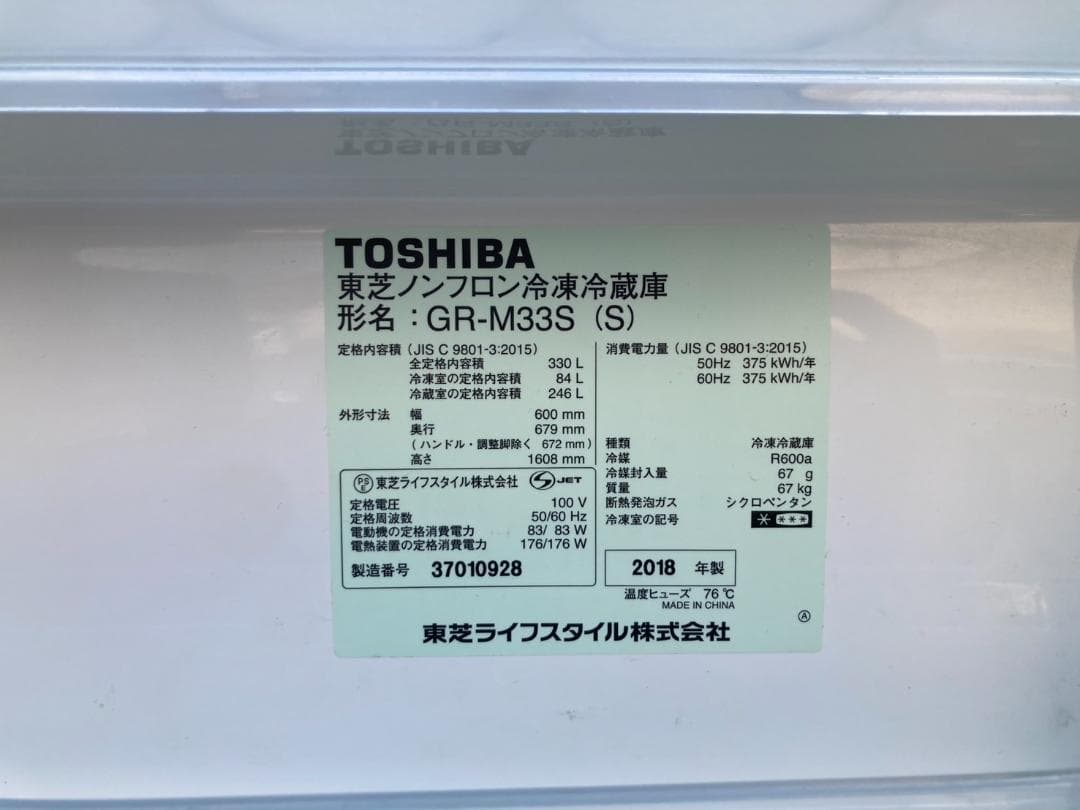 TOSHIBA
東芝ノンフロン冷凍冷蔵庫
形名：GR-M33S（S）
定格内容積（JIS C 9801-3:2015）
全定格内容積 330 L
冷凍室の定格内容積 84 L
冷蔵室の定格内容積 246 L
外形寸法 幅 600 mm
奥行 679 mm
（ハンドル・調整脚除く 672 mm）
高さ 1608 mm
PS E 東芝ライフスタイル株式会社 S JET
定格電圧 100 V
定格周波数 50/60 Hz
電動機の定格消費電力 83/ 83 W
電熱装置の定格消費電力 176/176 W
製造番号 37010928
消費電力量（JIS C 9801-3:2015）
50Hz 375 kWh/年
60Hz 375 kWh/年
種類 冷凍冷蔵庫
冷媒 R600a
冷媒封入量 67 g
質量 67 kg
断熱発泡ガス シクロペンタン
冷凍室の記号 * ***
2018 年製
温度ヒューズ 76 ℃
MADE IN CHINA
A
東芝ライフスタイル株式会社